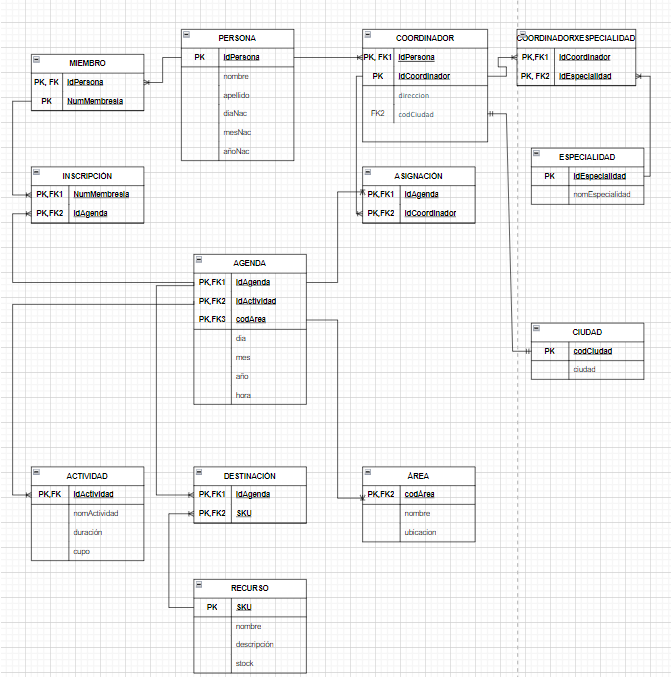 PERSONA
PK IdPersona
nombre
apellido
diaNac
mesNac
añoNac
COORDINADOR
PK, FK1 IdPersona
PK IdCoordinador
direccion
FK2 codCiudad
COORDINADORXESPECIALIDAD
PK,FK1 IdCoordinador
PK, FK2 IdEspecialidad
MIEMBRO
PK, FK IdPersona
PK NumMembresia
ESPECIALIDAD
PK IdEspecialidad
nomEspecialidad
INSCRIPCIÓN
PK,FK1 NumMembresia
PK,FK2 IdAgenda
ASIGNACIÓN
PK,FK1 IdAgenda
PK,FK2 IdCoordinador
AGENDA
PK,FK1 IdAgenda
PK,FK2 IdActividad
PK,FK3 codArea
dia
mes
año
hora
CIUDAD
PK codCiudad
ciudad
ACTIVIDAD
PK,FK IdActividad
nomActividad
duración
cupo
DESTINACIÓN
PK,FK1 IdAgenda
PK,FK2 SKU
ÁREA
PK,FK2 codArea
nombre
ubicacion
RECURSO
PK SKU
nombre
descripción
stock